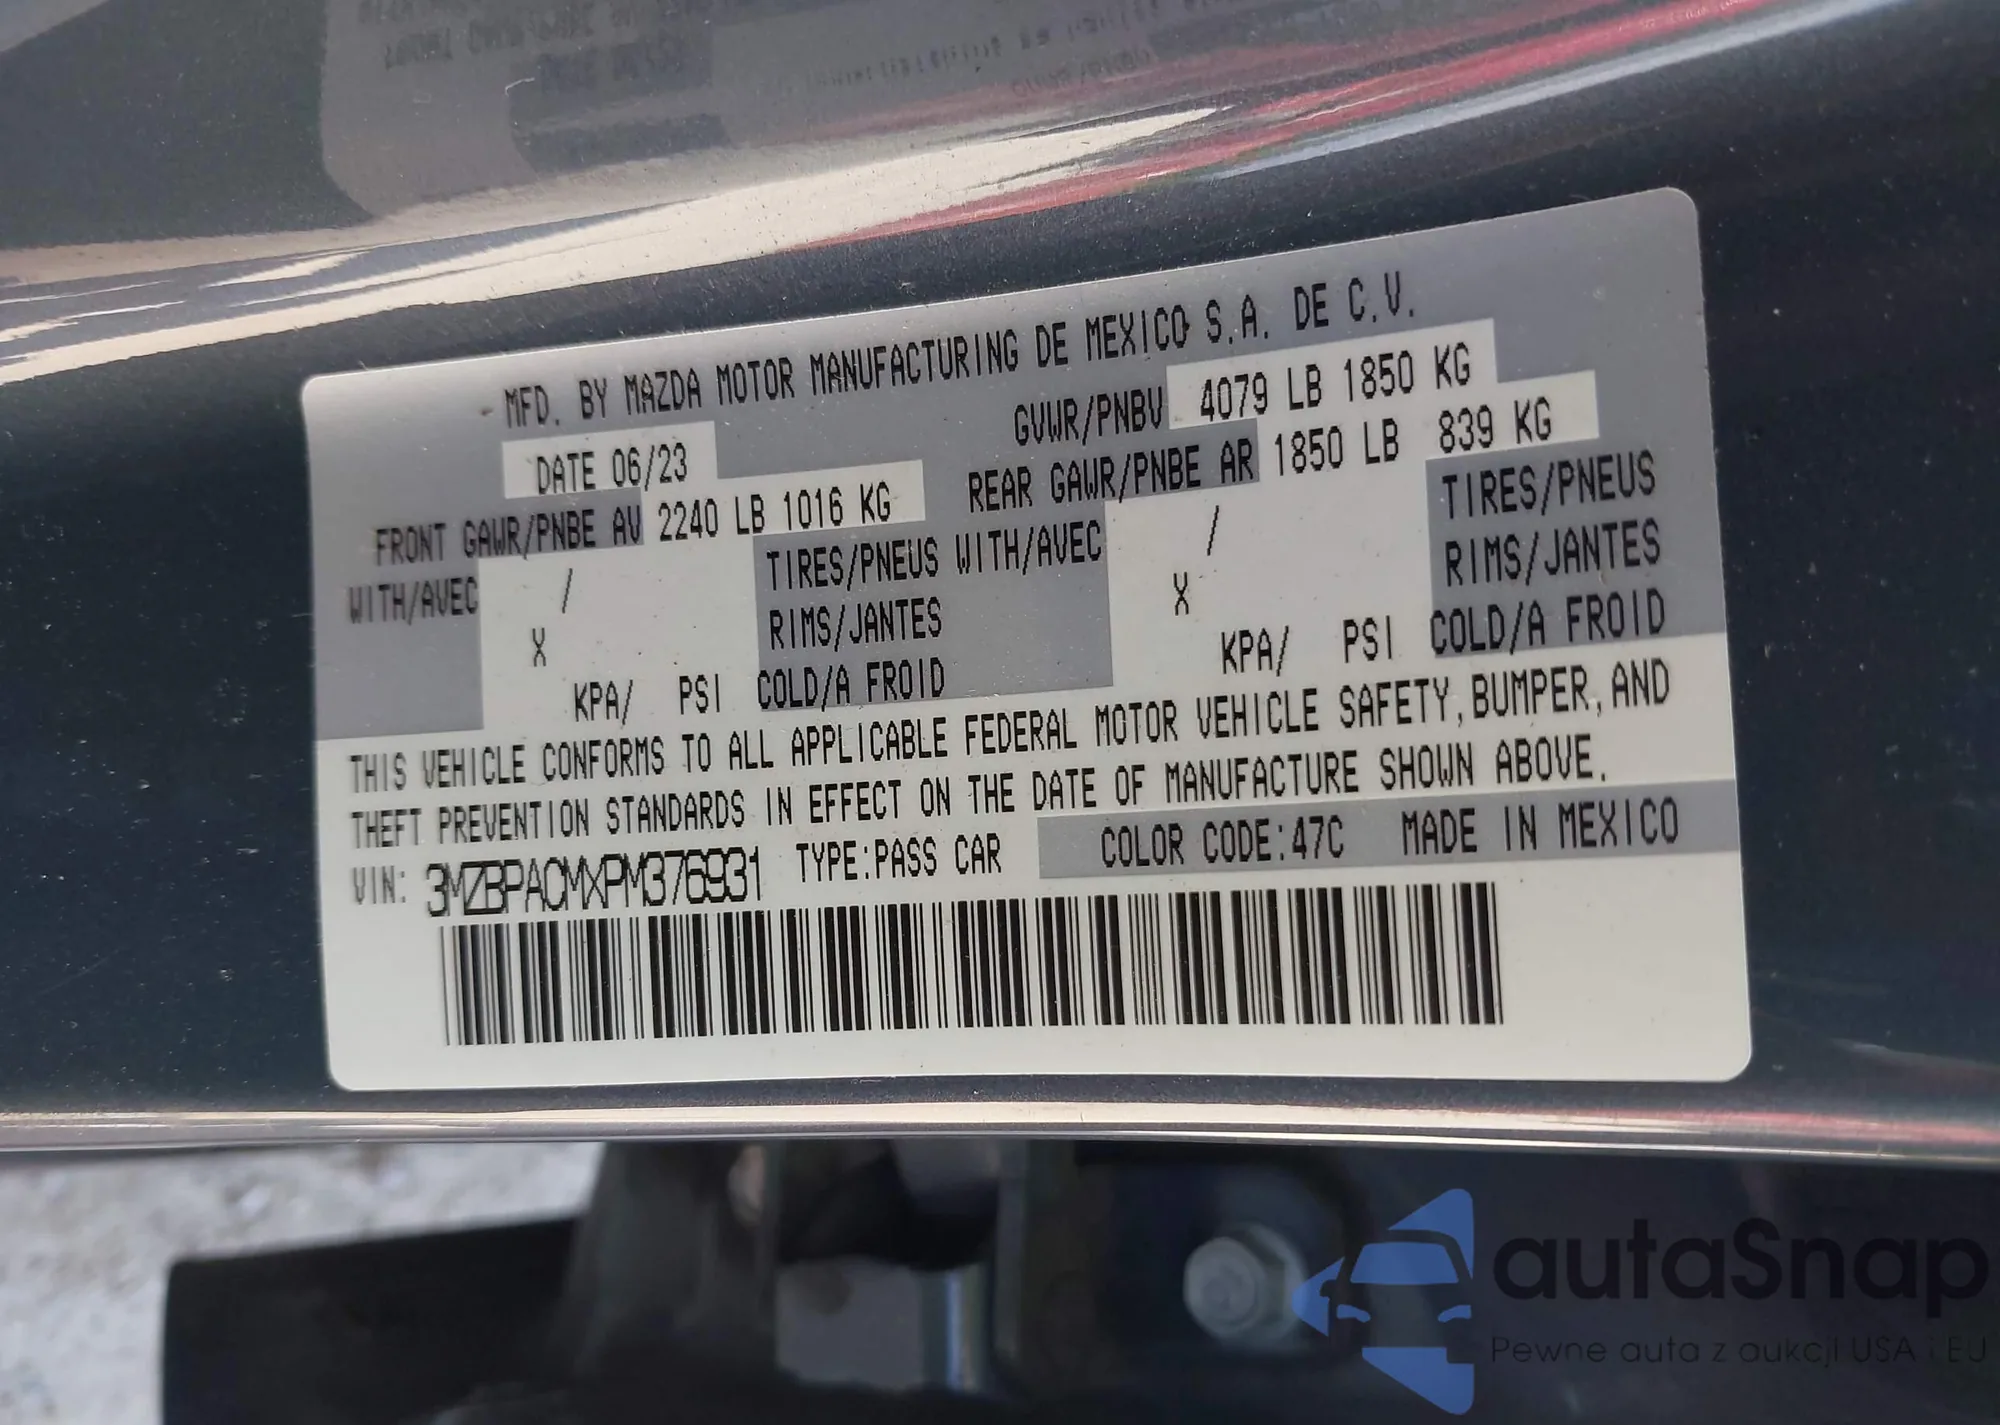 MFD. BY MAZDA MOTOR MANUFACTURING DE MEXICO S.A. DE C.V.
DATE 06/23 GVWR/PNBV 4079 LB 1850 KG
FRONT GAWR/PNBE AV 2240 LB 1016 KG REAR GAWR/PNBE AR 1850 LB 839 KG
WITH/AVEC / TIRES/PNEUS WITH/AVEC / TIRES/PNEUS
X RIMS/JANTES X RIMS/JANTES
KPA/ PSI COLD/A FROID KPA/ PSI COLD/A FROID
THIS VEHICLE CONFORMS TO ALL APPLICABLE FEDERAL MOTOR VEHICLE SAFETY, BUMPER, AND
THEFT PREVENTION STANDARDS IN EFFECT ON THE DATE OF MANUFACTURE SHOWN ABOVE.
VIN: 3MZBPACMXPM376931 TYPE:PASS CAR COLOR CODE:47C MADE IN MEXICO
autaSnap
Pewne auta z aukcji USA i EU